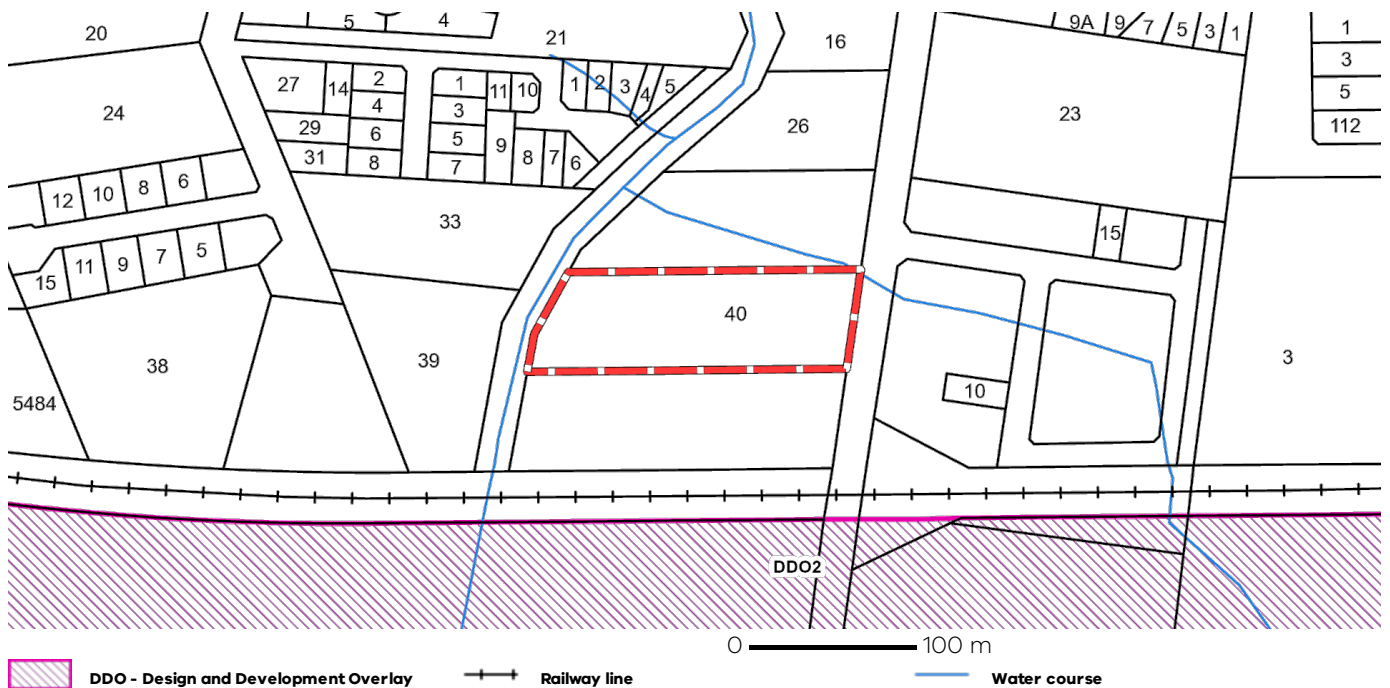 5 4 9A 9 7 5 3 1 1
20 21 16
3
27 14 2 1 11 10 1 2 3 4 5
5
24 4 3 26 23 112
29 6 5
31 8 7 9 8 7 6
12 10 8 6
33 15
15 11 9 7 5
40
38 39 3
5484 10
DDO2
0 100 m
DDO - Design and Development Overlay Railway line Water course